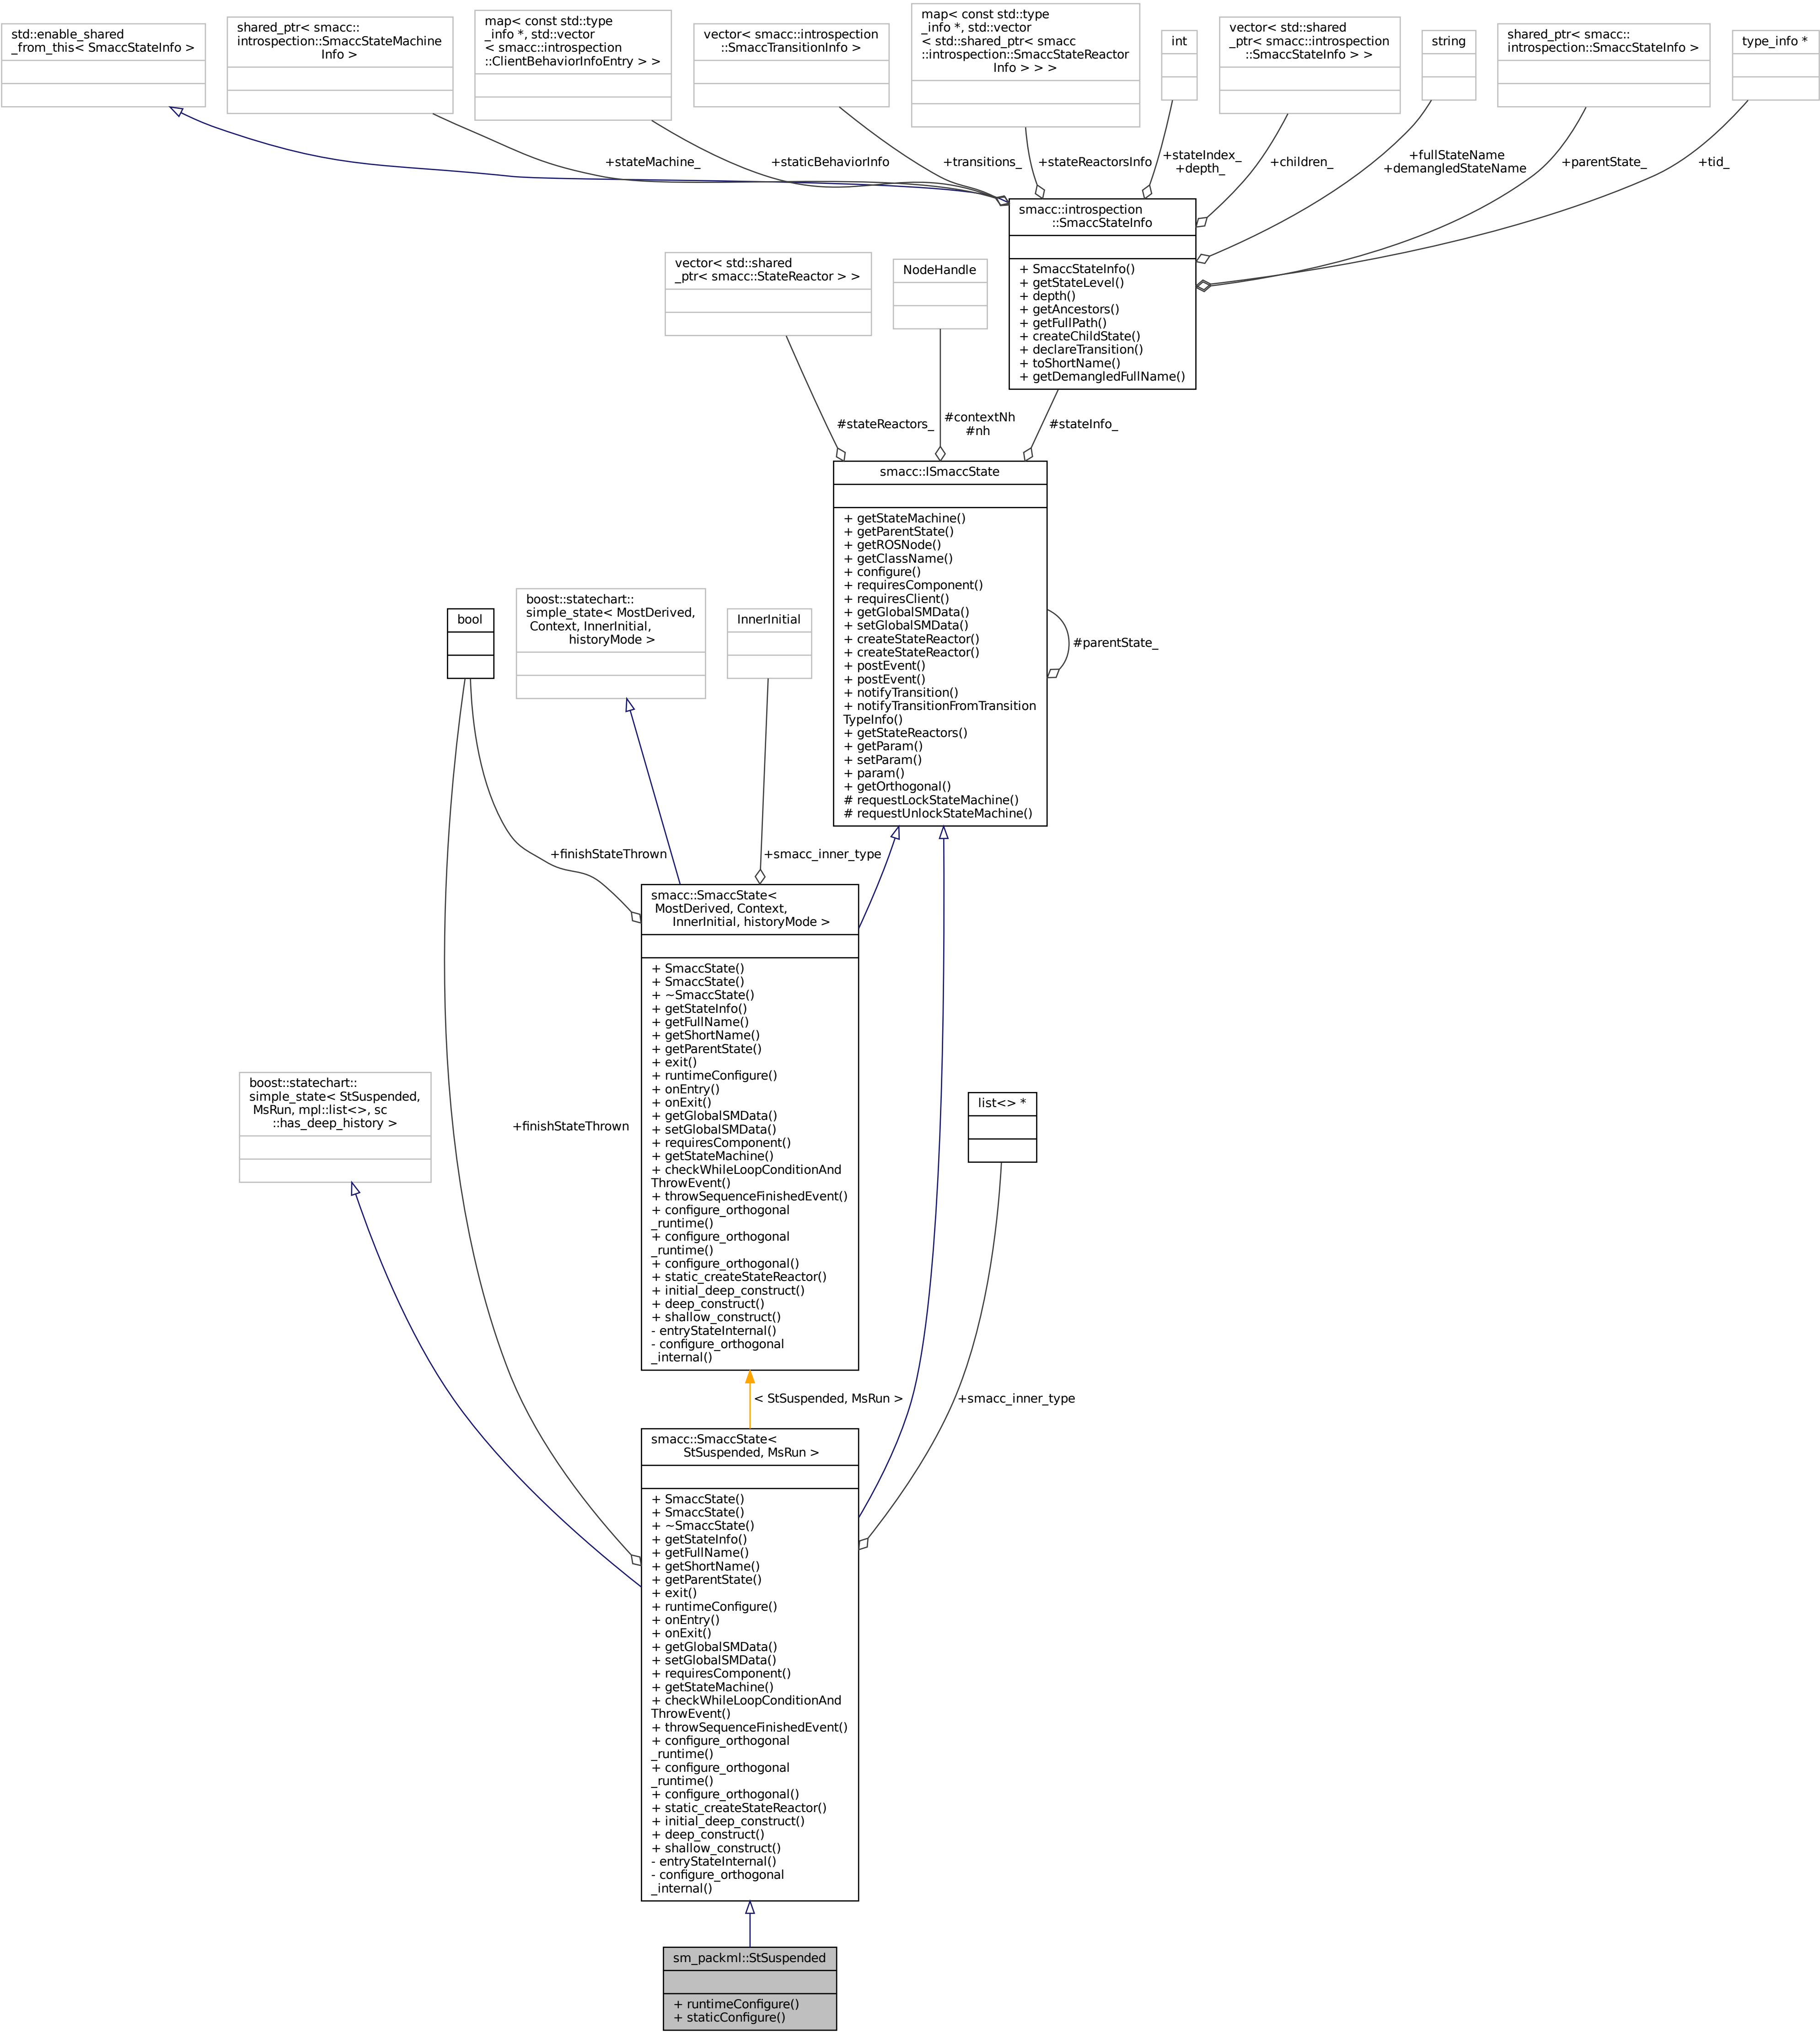 std::enable_shared
_from_this< SmaccStateInfo >
shared_ptr< smacc::
introspection::SmaccStateMachine
Info >
map< const std::type
_info *, std::vector
< smacc::introspection
::ClientBehaviorInfoEntry > >
vector< smacc::introspection
::SmaccTransitionInfo >
map< const std::type
_info *, std::vector
< std::shared_ptr< smacc
::introspection::SmaccStateReactor
Info > > >
int
vector< std::shared
_ptr< smacc::introspection
::SmaccStateInfo > >
string
shared_ptr< smacc::
introspection::SmaccStateInfo >
type_info *
+stateMachine_
+staticBehaviorInfo
+transitions_
+stateReactorsInfo
+stateIndex_
+depth_
+children_
+fullStateName
+demangledStateName
+parentState_
+tid_
smacc::introspection
::SmaccStateInfo
+ SmaccStateInfo()
+ getStateLevel()
+ depth()
+ getAncestors()
+ getFullPath()
+ createChildState()
+ declareTransition()
+ toShortName()
+ getDemangledFullName()
vector< std::shared
_ptr< smacc::StateReactor > >
NodeHandle
#stateReactors_
#contextNh
#nh
#stateInfo_
smacc::ISmaccState
+ getStateMachine()
+ getParentState()
+ getROSNode()
+ getClassName()
+ configure()
+ requiresComponent()
+ requiresClient()
+ getGlobalSMData()
+ setGlobalSMData()
+ createStateReactor()
+ createStateReactor()
+ postEvent()
+ postEvent()
+ notifyTransition()
+ notifyTransitionFromTransition
TypeInfo()
+ getStateReactors()
+ getParam()
+ setParam()
+ param()
+ getOrthogonal()
# requestLockStateMachine()
# requestUnlockStateMachine()
#parentState_
bool
boost::statechart::
simple_state< MostDerived,
Context, InnerInitial,
historyMode >
InnerInitial
+finishStateThrown
+smacc_inner_type
smacc::SmaccState<
MostDerived, Context,
InnerInitial, historyMode >
+ SmaccState()
+ SmaccState()
+ ~SmaccState()
+ getStateInfo()
+ getFullName()
+ getShortName()
+ getParentState()
+ exit()
+ runtimeConfigure()
+ onEntry()
+ onExit()
+ getGlobalSMData()
+ setGlobalSMData()
+ requiresComponent()
+ getStateMachine()
+ checkWhileLoopConditionAnd
ThrowEvent()
+ throwSequenceFinishedEvent()
+ configure_orthogonal
_runtime()
+ configure_orthogonal
_runtime()
+ configure_orthogonal()
+ static_createStateReactor()
+ initial_deep_construct()
+ deep_construct()
+ shallow_construct()
- entryStateInternal()
- configure_orthogonal
_internal()
boost::statechart::
simple_state< StSuspended,
MsRun, mpl::list<>, sc
::has_deep_history >
+finishStateThrown
list<> *
< StSuspended, MsRun >
+smacc_inner_type
smacc::SmaccState<
StSuspended, MsRun >
+ SmaccState()
+ SmaccState()
+ ~SmaccState()
+ getStateInfo()
+ getFullName()
+ getShortName()
+ getParentState()
+ exit()
+ runtimeConfigure()
+ onEntry()
+ onExit()
+ getGlobalSMData()
+ setGlobalSMData()
+ requiresComponent()
+ getStateMachine()
+ checkWhileLoopConditionAnd
ThrowEvent()
+ throwSequenceFinishedEvent()
+ configure_orthogonal
_runtime()
+ configure_orthogonal
_runtime()
+ configure_orthogonal()
+ static_createStateReactor()
+ initial_deep_construct()
+ deep_construct()
+ shallow_construct()
- entryStateInternal()
- configure_orthogonal
_internal()
sm_packml::StSuspended
+ runtimeConfigure()
+ staticConfigure()